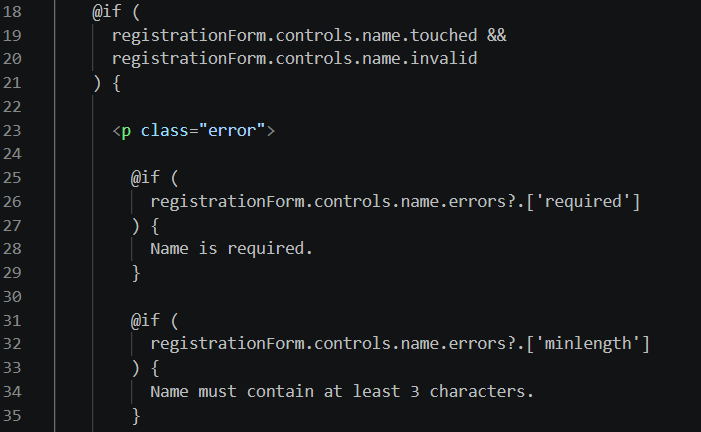 18 @if (
19 registrationForm.controls.name.touched &&
20 registrationForm.controls.name.invalid
21 ) {
22
23 <p class="error">
24
25 @if (
26 registrationForm.controls.name.errors?.['required']
27 ) {
28 Name is required.
29 }
30
31 @if (
32 registrationForm.controls.name.errors?.['minlength']
33 ) {
34 Name must contain at least 3 characters.
35 }